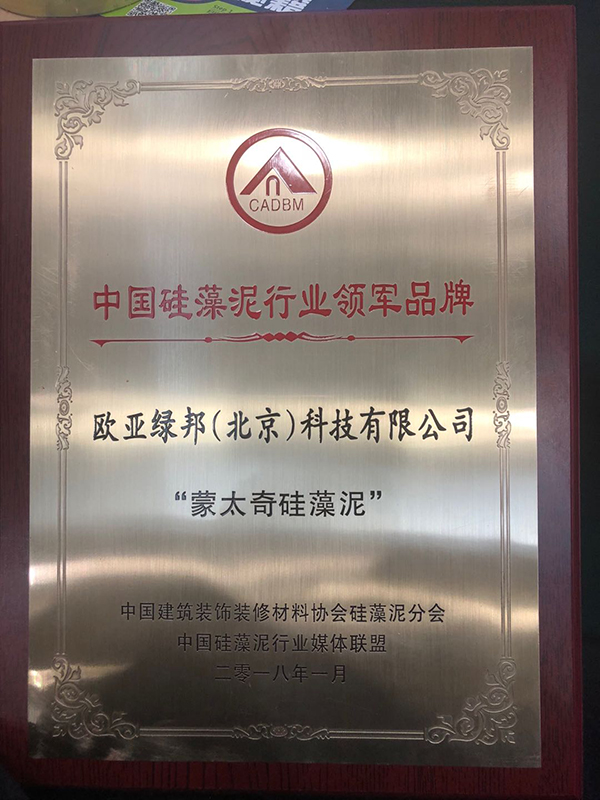 CADBM
中国硅藻泥行业领军品牌
欧亚绿邦(北京)科技有限公司
“蒙太奇硅藻泥”
中国建筑装饰装修材料协会硅藻泥分会
中国硅藻泥行业媒体联盟
二零一八年一月